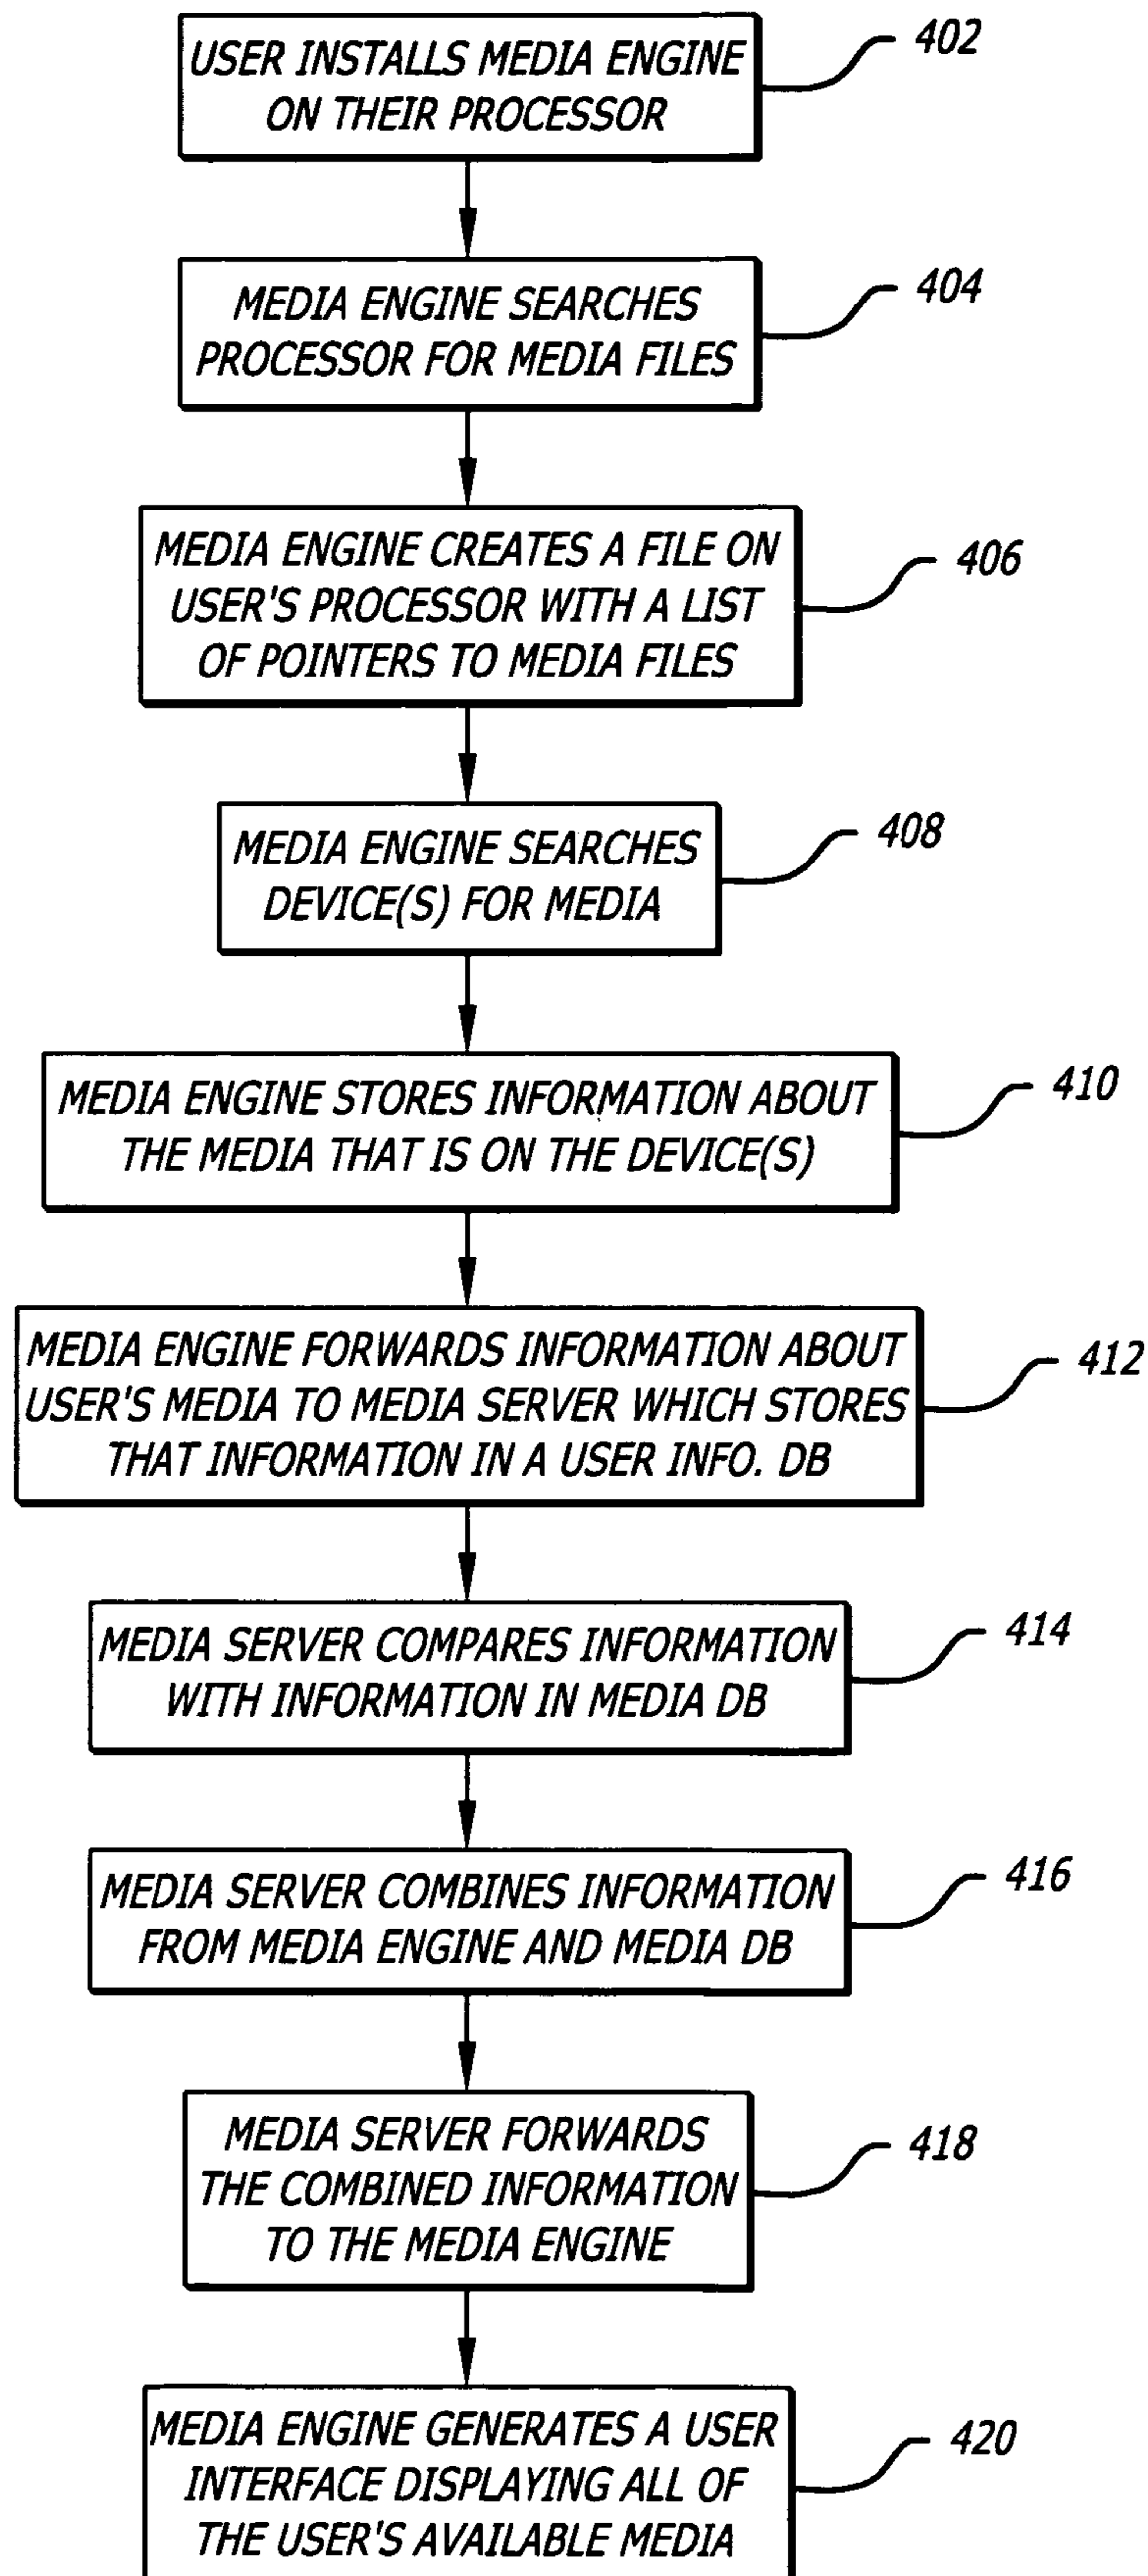 USER INSTALLS MEDIA ENGINE
ON THEIR PROCESSOR
402
MEDIA ENGINE SEARCHES
PROCESSOR FOR MEDIA FILES
404
MEDIA ENGINE CREATES A FILE ON
USER'S PROCESSOR WITH A LIST
OF POINTERS TO MEDIA FILES
406
MEDIA ENGINE SEARCHES
DEVICE(S) FOR MEDIA
408
MEDIA ENGINE STORES INFORMATION ABOUT
THE MEDIA THAT IS ON THE DEVICE(S)
410
MEDIA ENGINE FORWARDS INFORMATION ABOUT
USER'S MEDIA TO MEDIA SERVER WHICH STORES
THAT INFORMATION IN A USER INFO. DB
412
MEDIA SERVER COMPARES INFORMATION
WITH INFORMATION IN MEDIA DB
414
MEDIA SERVER COMBINES INFORMATION
FROM MEDIA ENGINE AND MEDIA DB
416
MEDIA SERVER FORWARDS
THE COMBINED INFORMATION
TO THE MEDIA ENGINE
418
MEDIA ENGINE GENERATES A USER
INTERFACE DISPLAYING ALL OF
THE USER'S AVAILABLE MEDIA
420